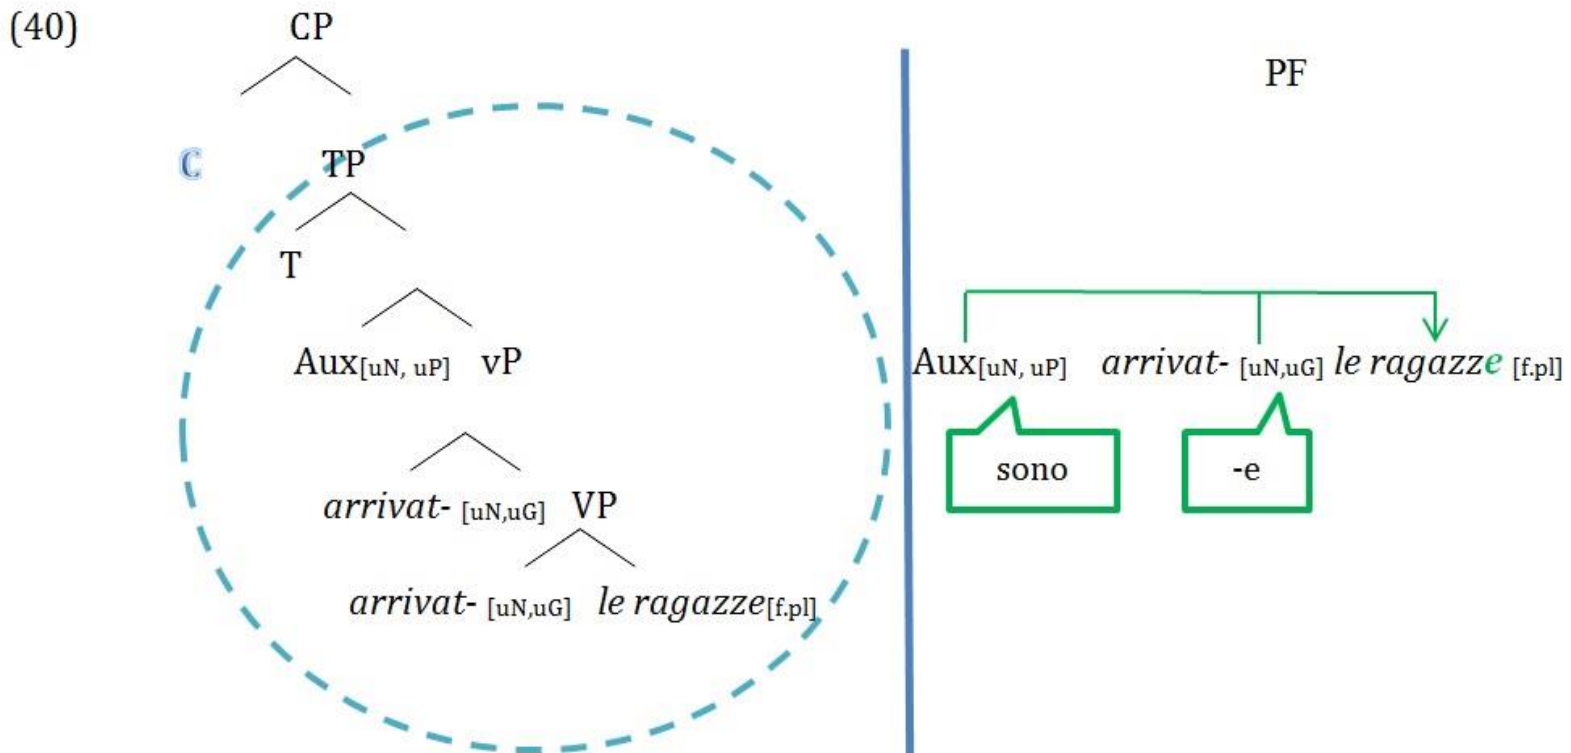 (40)
CP
PF
C
TP
T
Aux[uN, uP] vP
Aux[uN, uP] arrivat- [uN,uG] le ragazze [f.pl]
sono
-e
arrivat- [uN,uG] VP
arrivat- [uN,uG] le ragazze[f.pl]